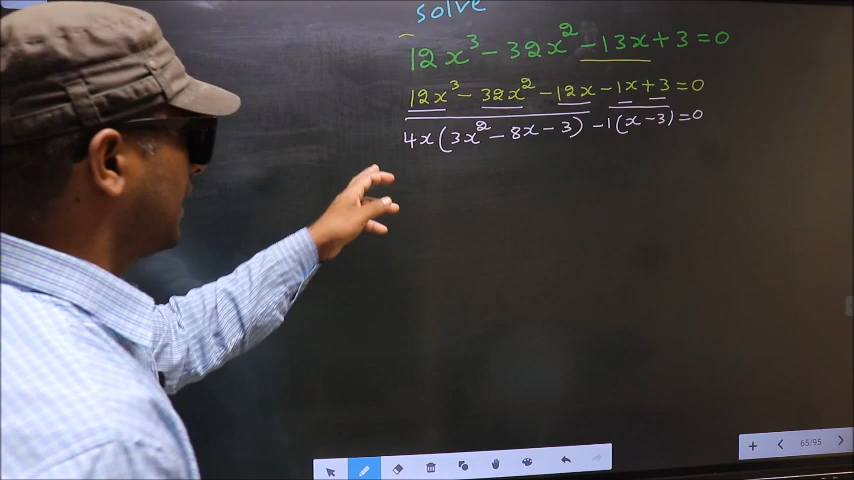 solve
12x³ - 32x² - 13x + 3 = 0
12x³ - 32x² - 12x - 1x + 3 = 0
4x(3x² - 8x - 3) - 1(x - 3) = 0
65/95